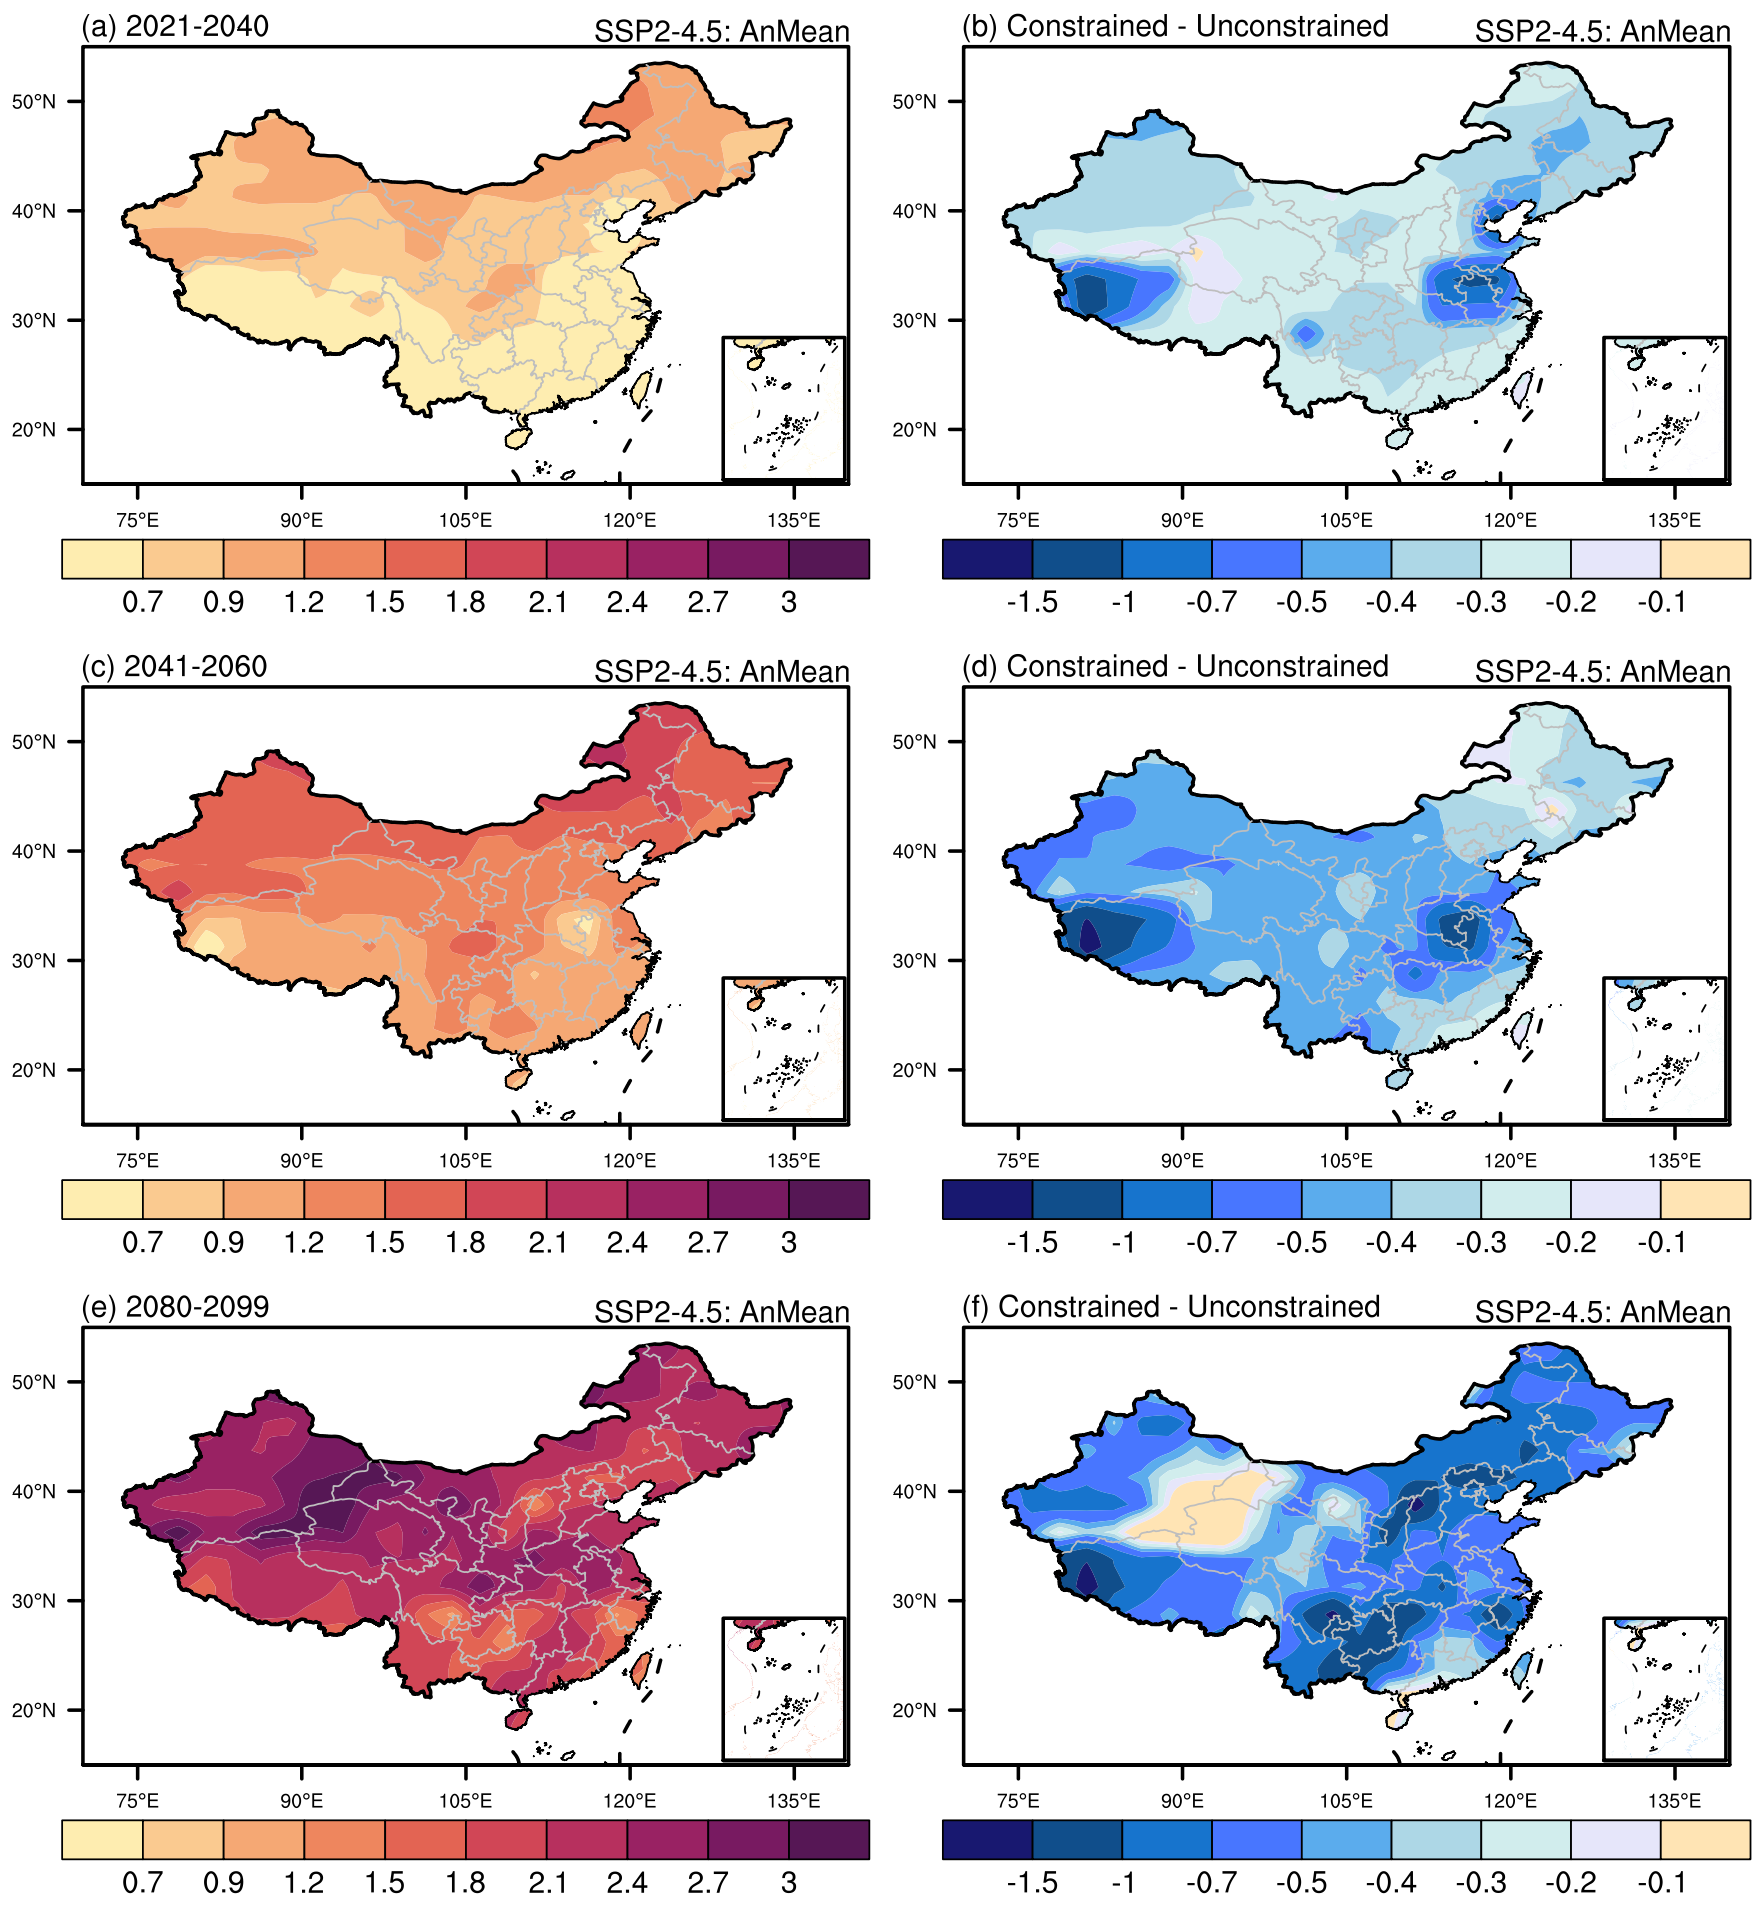 (a) 2021-2040 SSP2-4.5: AnMean
50°N
40°N
30°N
20°N
75°E 90°E 105°E 120°E 135°E
0.7 0.9 1.2 1.5 1.8 2.1 2.4 2.7 3
(b) Constrained - Unconstrained SSP2-4.5: AnMean
50°N
40°N
30°N
20°N
75°E 90°E 105°E 120°E 135°E
-1.5 -1 -0.7 -0.5 -0.4 -0.3 -0.2 -0.1
(c) 2041-2060 SSP2-4.5: AnMean
50°N
40°N
30°N
20°N
75°E 90°E 105°E 120°E 135°E
0.7 0.9 1.2 1.5 1.8 2.1 2.4 2.7 3
(d) Constrained - Unconstrained SSP2-4.5: AnMean
50°N
40°N
30°N
20°N
75°E 90°E 105°E 120°E 135°E
-1.5 -1 -0.7 -0.5 -0.4 -0.3 -0.2 -0.1
(e) 2080-2099 SSP2-4.5: AnMean
50°N
40°N
30°N
20°N
75°E 90°E 105°E 120°E 135°E
0.7 0.9 1.2 1.5 1.8 2.1 2.4 2.7 3
(f) Constrained - Unconstrained SSP2-4.5: AnMean
50°N
40°N
30°N
20°N
75°E 90°E 105°E 120°E 135°E
-1.5 -1 -0.7 -0.5 -0.4 -0.3 -0.2 -0.1